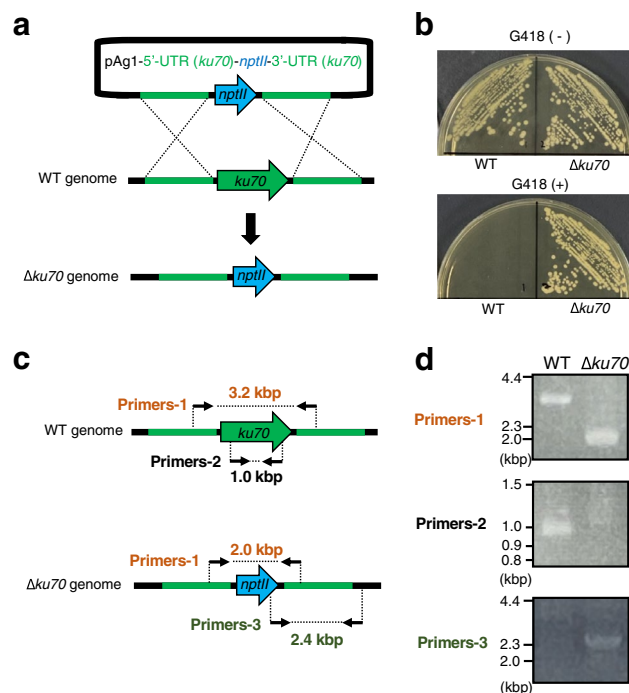 a
pAg1-5’-UTR (ku70)-nptII-3’-UTR (ku70)
nptII
WT genome
ku70
Δku70 genome
nptII
b
G418 ( - )
WT Δku70
G418 (+)
WT Δku70
c
3.2 kbp
Primers-1
WT genome
ku70
Primers-2
1.0 kbp
Primers-1
2.0 kbp
Δku70 genome
nptII
Primers-3
2.4 kbp
d
WT Δku70
4.4
Primers-1
2.3
2.0
(kbp)
1.5
Primers-2
1.0
0.9
0.8
(kbp)
4.4
Primers-3
2.3
2.0
(kbp)